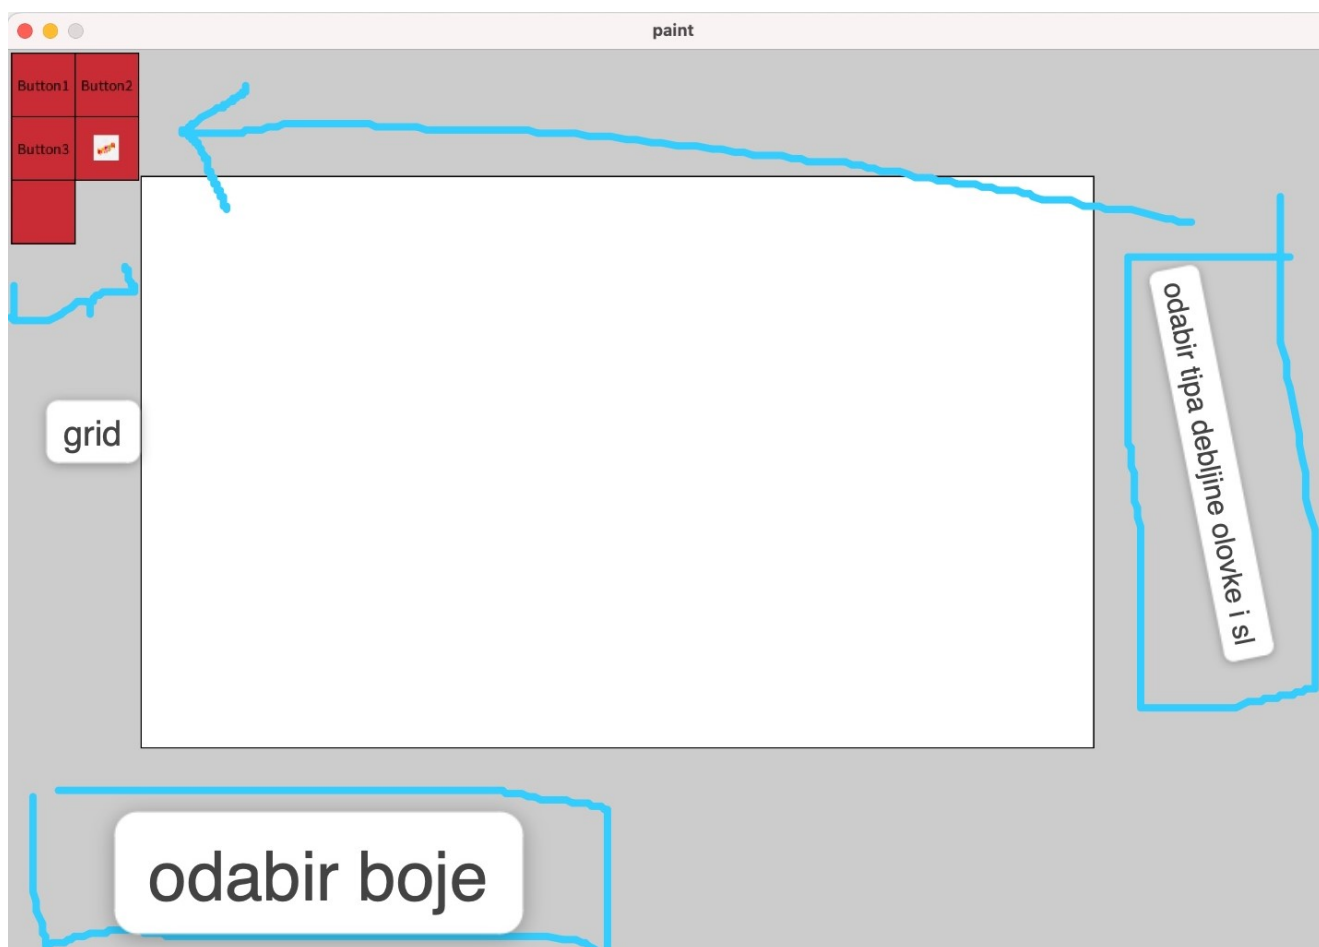 paint
Button1 Button2
Button3
grid
odabir tipa debljine olovke i sl
odabir boje